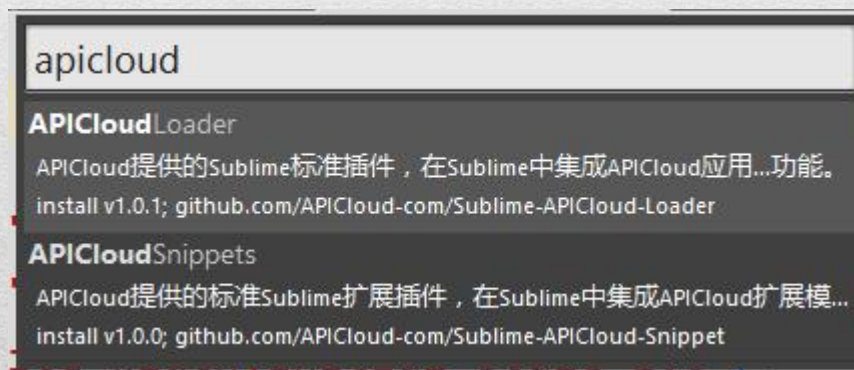 apicloud
APICloudLoader
APICloud提供的Sublime标准插件，在Sublime中集成APICloud应用...功能。
install v1.0.1; github.com/APICloud-com/Sublime-APICloud-Loader
APICloudSnippets
APICloud提供的标准Sublime扩展插件，在Sublime中集成APICloud扩展模...
install v1.0.0; github.com/APICloud-com/Sublime-APICloud-Snippet